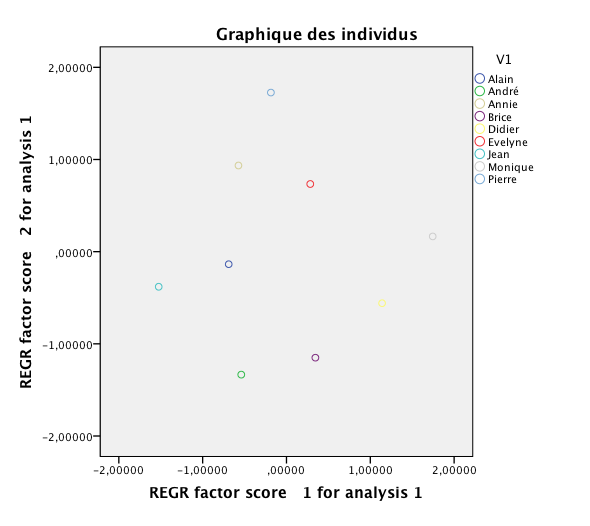 Graphique des individus
V1
Alain
André
Annie
Brice
Didier
Evelyne
Jean
Monique
Pierre
REGR factor score 2 for analysis 1
2,00000
1,00000
,00000
-1,00000
-2,00000
-2,00000 -1,00000 ,00000 1,00000 2,00000
REGR factor score 1 for analysis 1